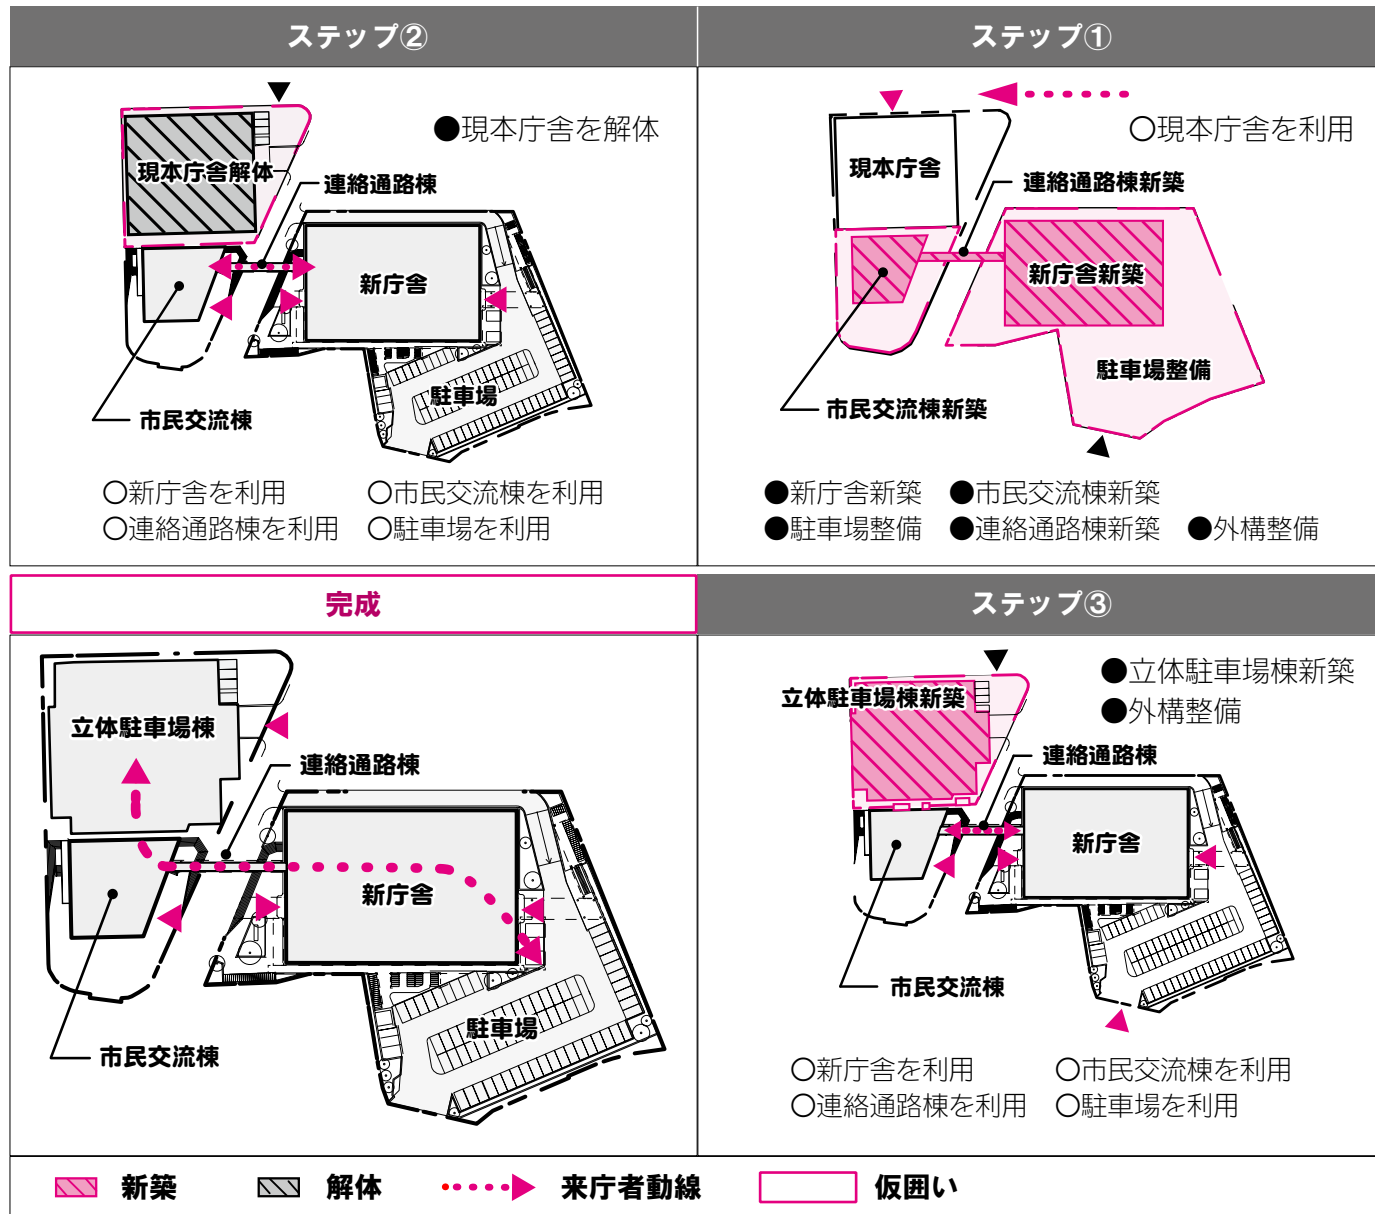 ステップ①
○現本庁舎を利用
現本庁舎
連絡通路棟新築
新庁舎新築
駐車場整備
市民交流棟新築
●新庁舎新築 ●市民交流棟新築
●駐車場整備 ●連絡通路棟新築 ●外構整備
ステップ②
●現本庁舎を解体
現本庁舎解体
連絡通路棟
新庁舎
駐車場
市民交流棟
○新庁舎を利用 ○市民交流棟を利用
○連絡通路棟を利用 ○駐車場を利用
ステップ③
●立体駐車場棟新築
●外構整備
立体駐車場棟新築
連絡通路棟
新庁舎
市民交流棟
○新庁舎を利用 ○市民交流棟を利用
○連絡通路棟を利用 ○駐車場を利用
完成
立体駐車場棟
連絡通路棟
新庁舎
駐車場
市民交流棟
新築 解体 来庁者動線 仮囲い